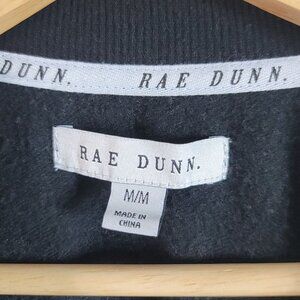 DUNN. RAE DUNN.
RAE DUNN.
M/M
MADE IN
CHINA